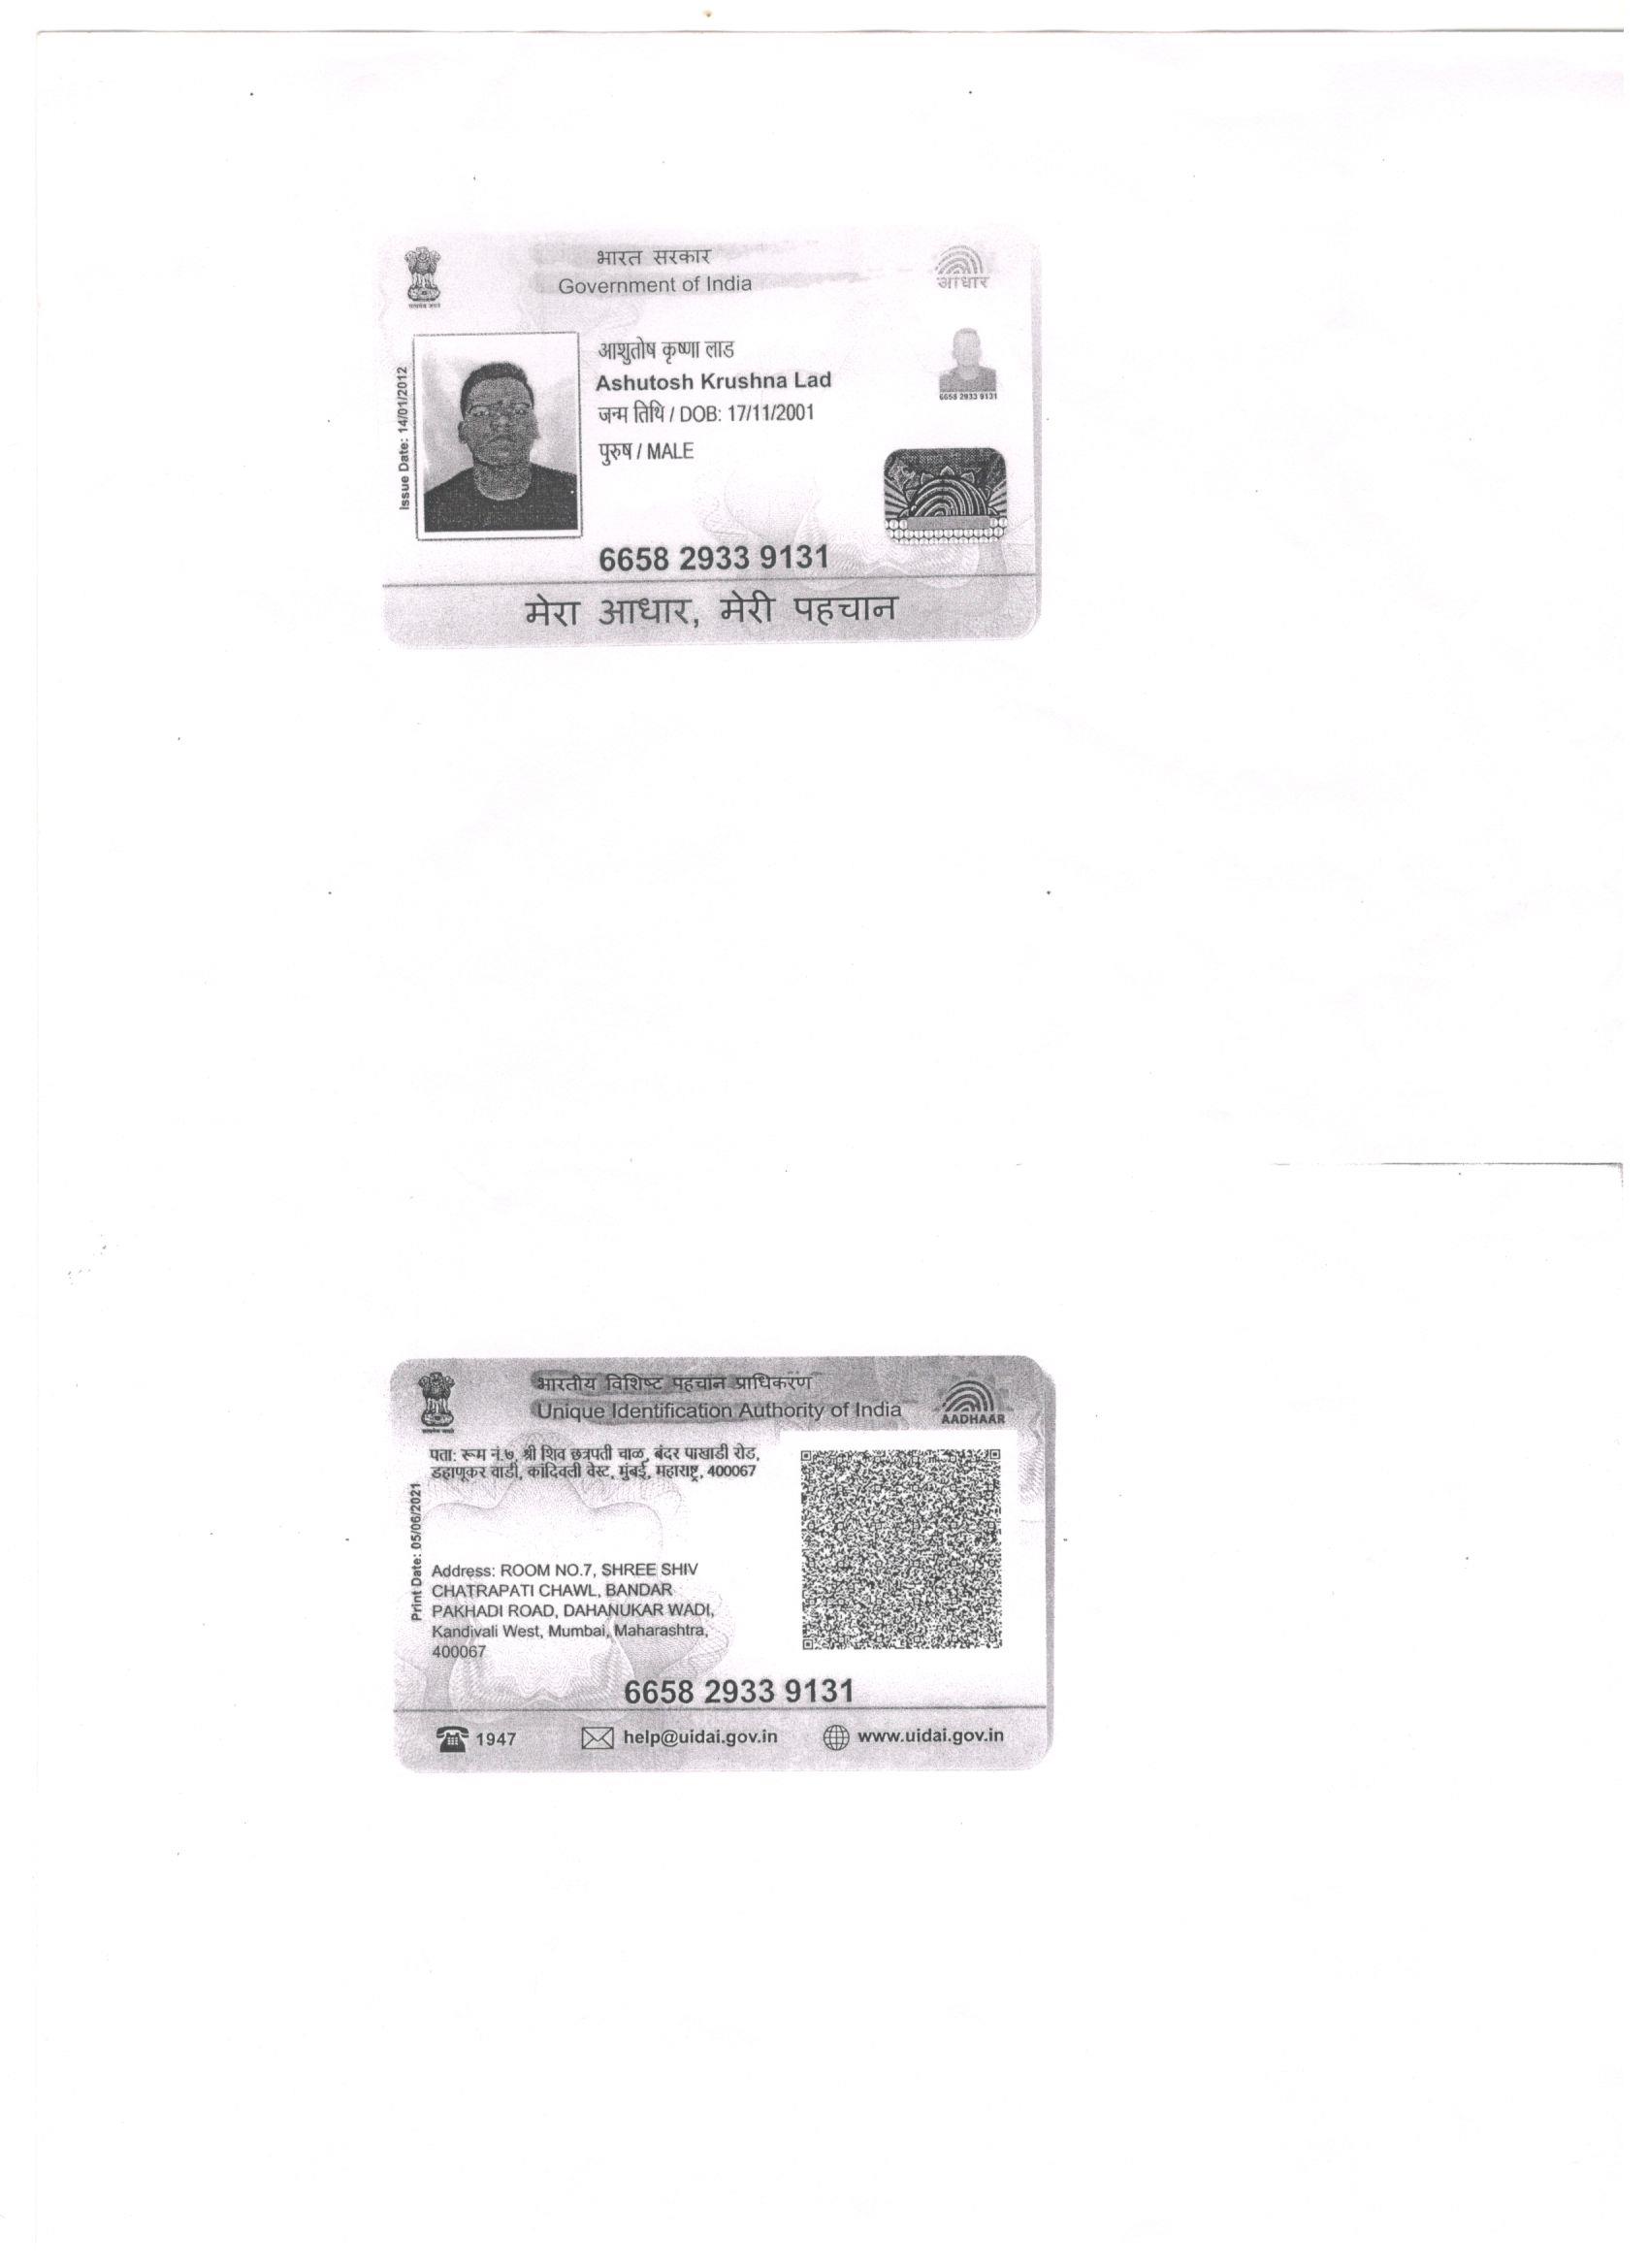 भारत सरकार
Government of India
आधार
Issue Date: 14/01/2012
आशुतोष कृष्णा लाड
Ashutosh Krushna Lad
जन्म तिथि / DOB: 17/11/2001
पुरुष / MALE
6658 2933 9131
6658 2933 9131
मेरा आधार, मेरी पहचान
भारतीय विशिष्ट पहचान प्राधिकरण
Unique Identification Authority of India
AADHAAR
पता: रूम नं.७, श्री शिव छत्रपती चाळ, बंदर पाखाडी रोड,
डहाणूकर वाडी, कांदिवली वेस्ट, मुंबई, महाराष्ट्र, 400067
Print Date: 05/06/2021
Address: ROOM NO.7, SHREE SHIV
CHATRAPATI CHAWL, BANDAR
PAKHADI ROAD, DAHANUKAR WADI,
Kandivali West, Mumbai, Maharashtra,
400067
6658 2933 9131
1947
help@uidai.gov.in
www.uidai.gov.in